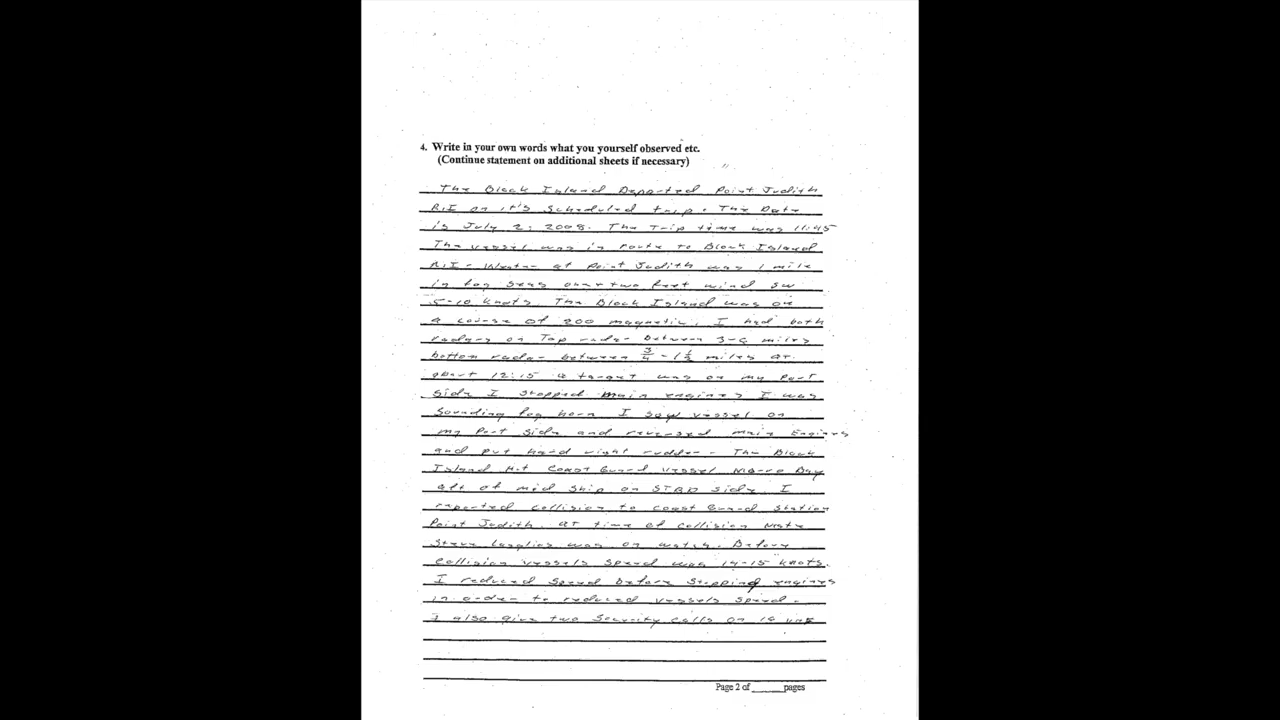 4. Write in your own words what you yourself observed etc.
(Continue statement on additional sheets if necessary)
The Block Island Departed Point Judith
R.I on it's scheduled trip. The Date
is July 2, 2008. The Trip time was 11:45
The vessel was in route to Block Island
R.I. at Point Judith was 1 mile
in fog seas over two feet wind SW
5-10 knots. The Block Island was on
a course of 200 magnetic. I had both
radars on Top radar between 3-6 miles
bottom radar between 3/4 - 1 1/2 miles at
about 12:15 a target was on my Port
Side I stopped main engines I was
sounding fog horn I saw vessel on
my Port side and reversed main Engines
and put hard right rudder. The Block
Island Hit Coast Guard vessel Morro Bay
aft of mid ship on STBD side. I
reported collision to Coast Guard Station
Point Judith. at time of collision Mate
Steve was on watch. Before
collision vessels speed was 14-15 knots.
I reduced speed before stopping engines
in order to reduced vessels speed.
I also give two Security calls on 16 VHF
Page 2 of ______ pages